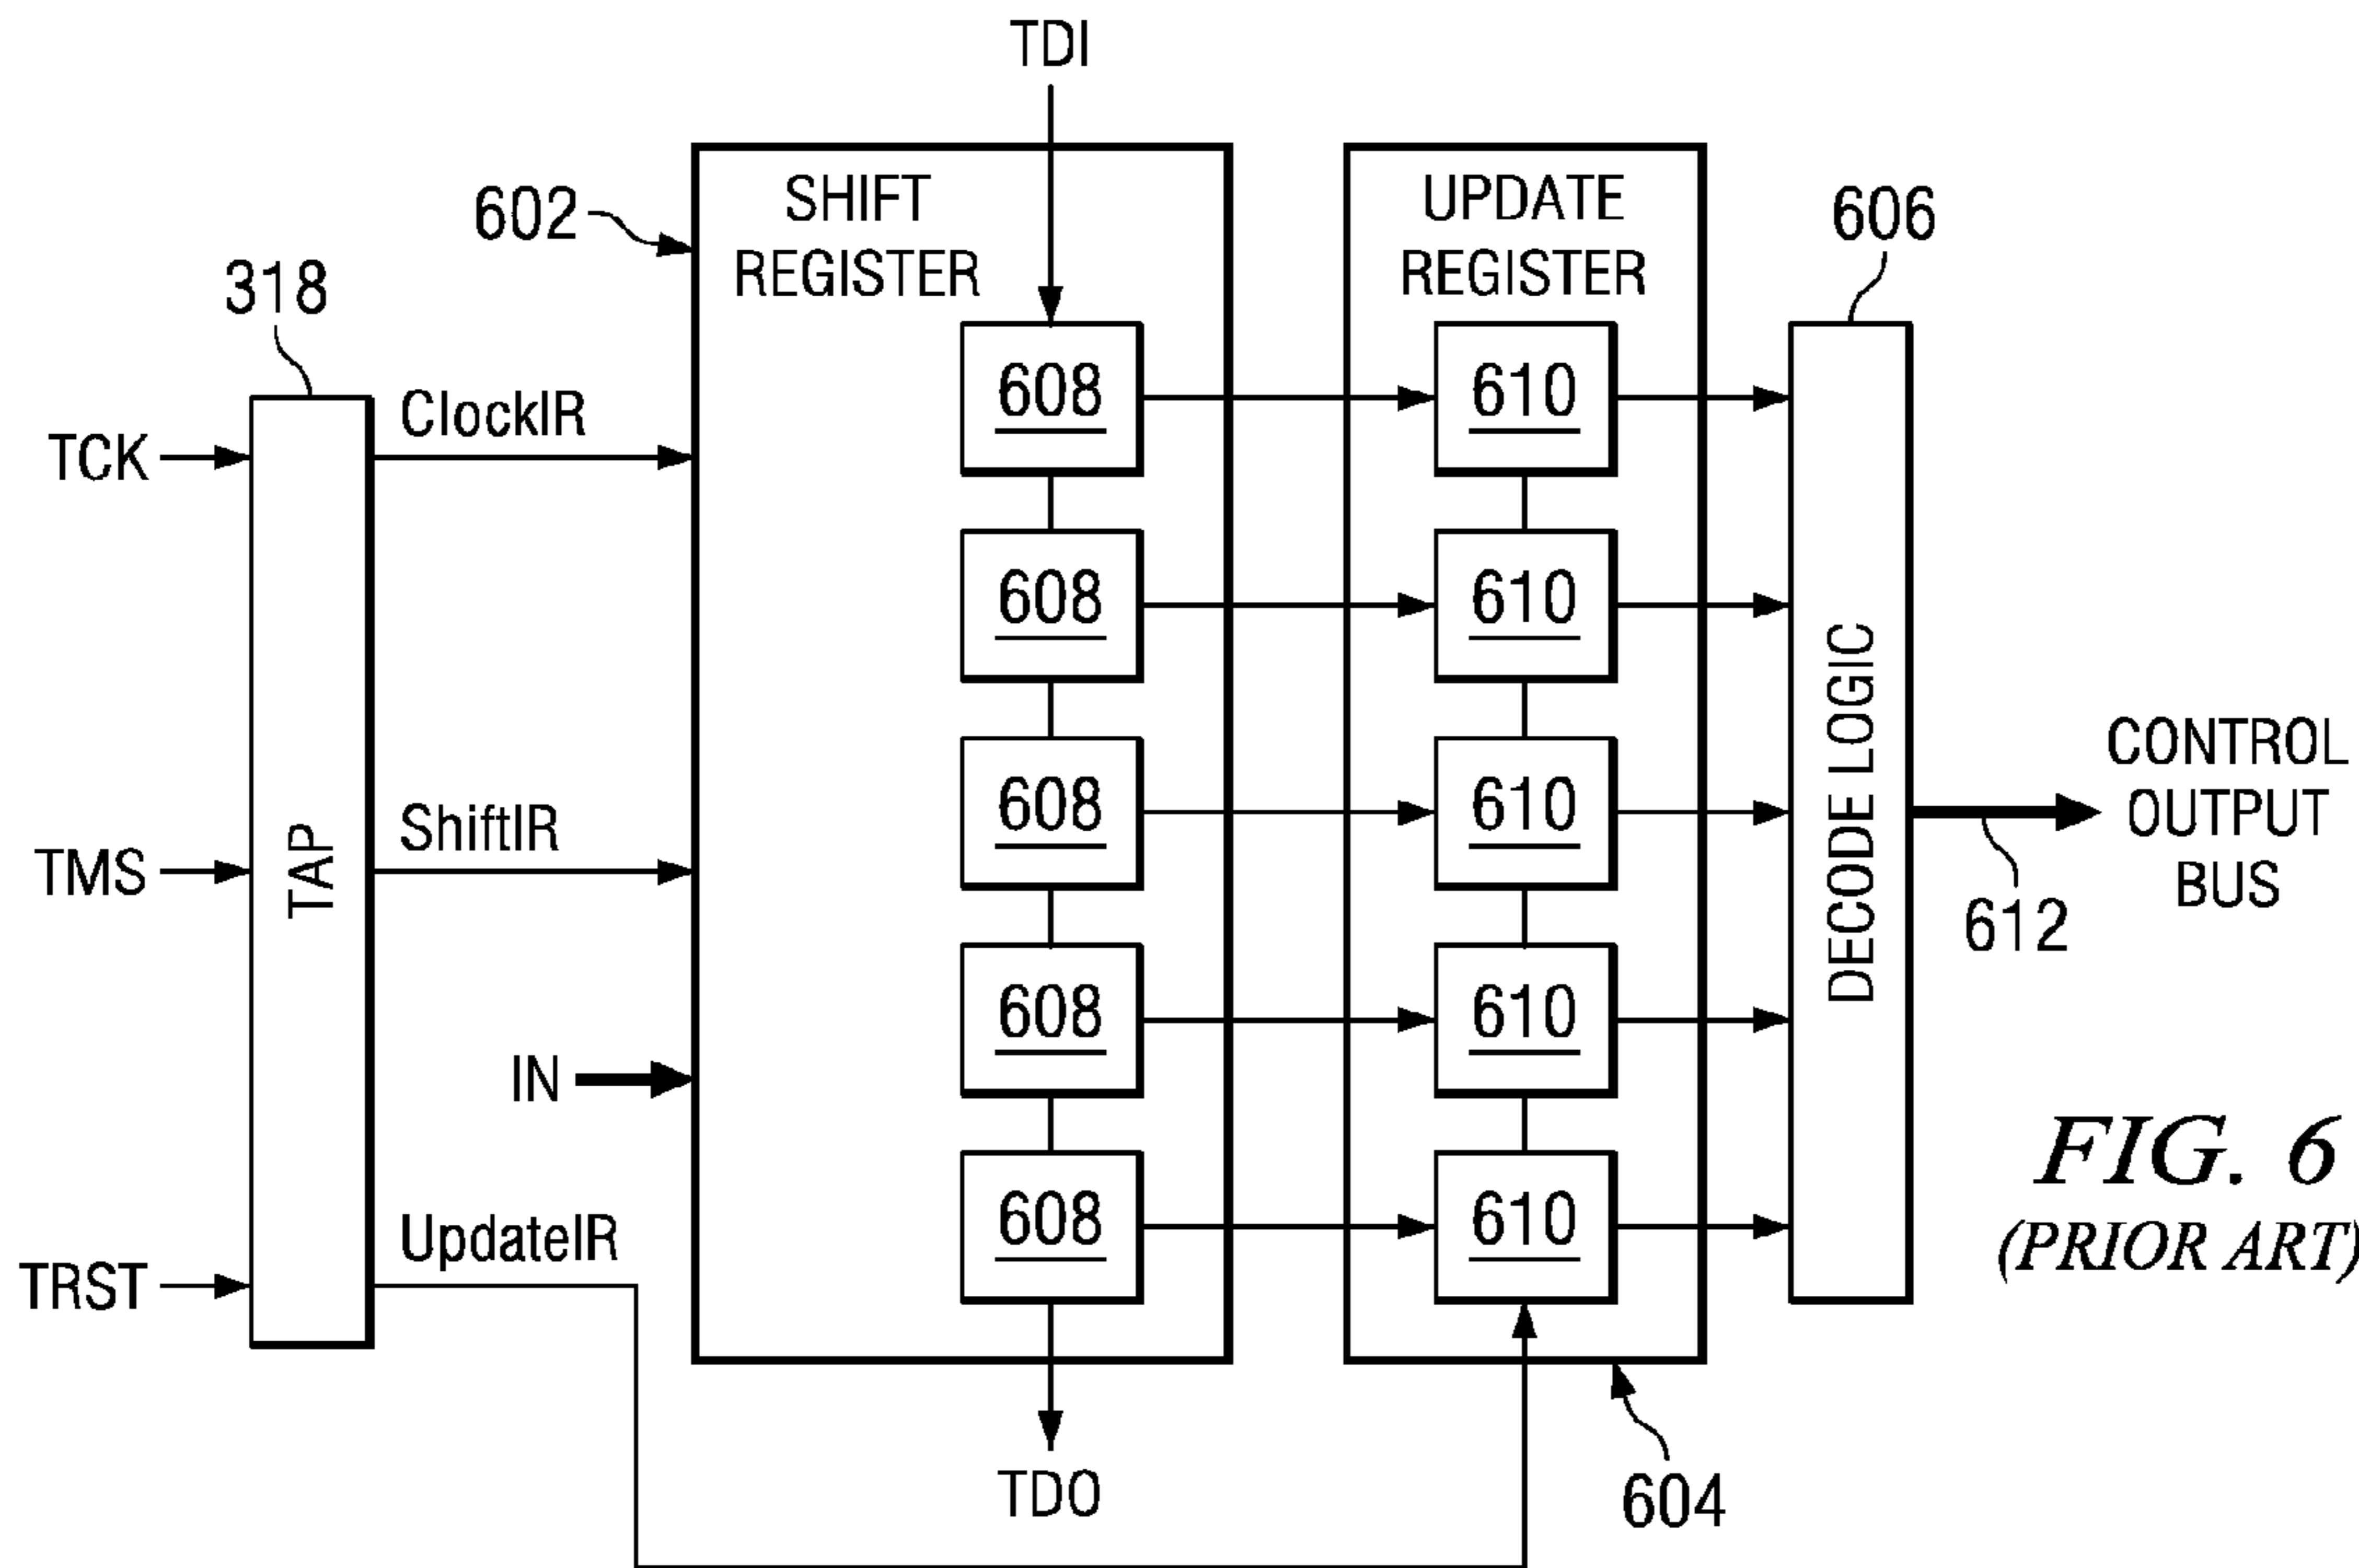 TDI
602
SHIFT
REGISTER
UPDATE
REGISTER
606
318
TCK
ClockIR
608
610
608
610
TMS
TAP
ShiftIR
608
610
DECODE LOGIC
CONTROL
OUTPUT
BUS
612
IN
608
610
TRST
UpdateIR
608
610
FIG. 6
(PRIOR ART)
TDO
604